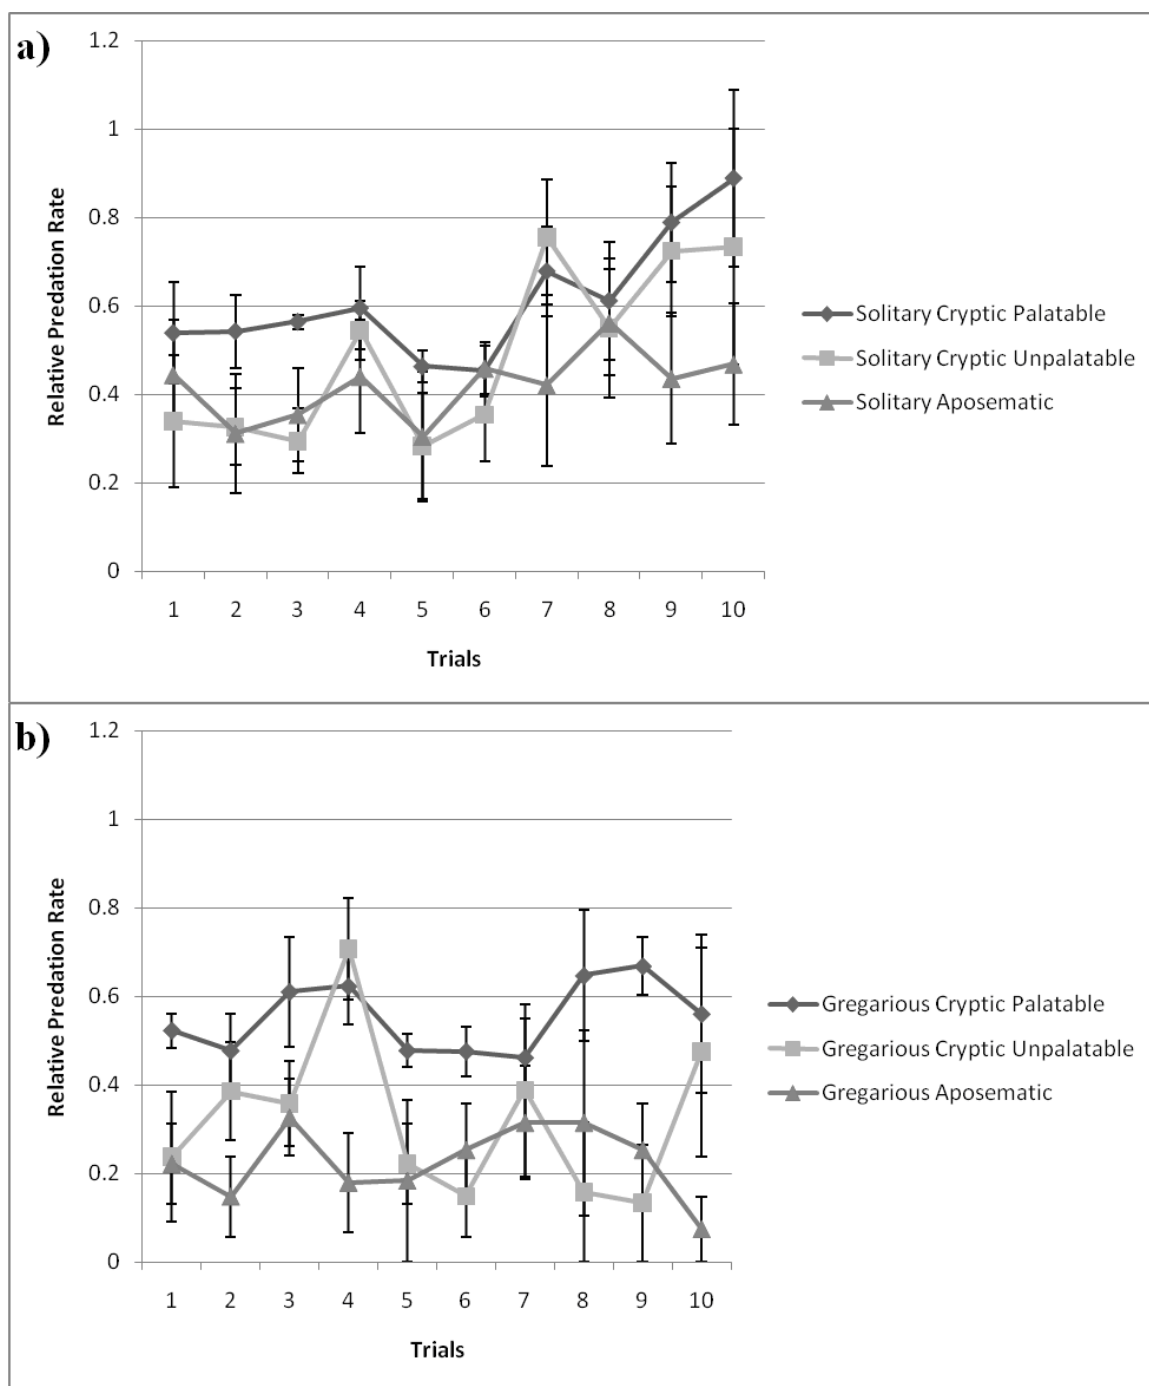 a)
1.2
1
0.8
0.6
0.4
0.2
0
Relative Predation Rate
1 2 3 4 5 6 7 8 9 10
Trials
Solitary Cryptic Palatable
Solitary Cryptic Unpalatable
Solitary Aposematic
b)
1.2
1
0.8
0.6
0.4
0.2
0
Relative Predation Rate
1 2 3 4 5 6 7 8 9 10
Trials
Gregarious Cryptic Palatable
Gregarious Cryptic Unpalatable
Gregarious Aposematic